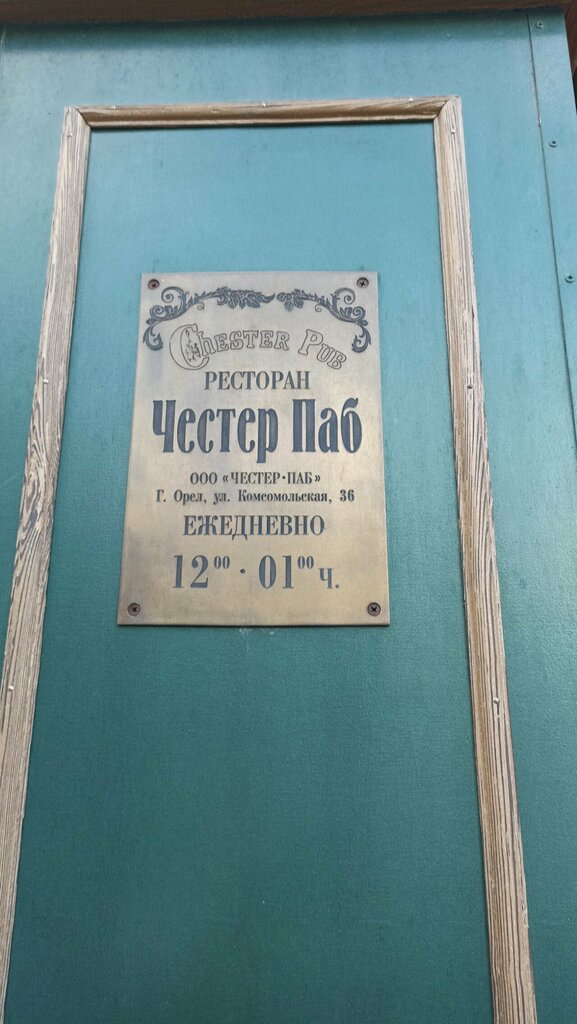 CHESTER PUB
РЕСТОРАН
Честер Паб
ООО «ЧЕСТЕР-ПАБ»
Г. Орел, ул. Комсомольская, 36
ЕЖЕДНЕВНО
12⁰⁰ · 01⁰⁰ Ч.